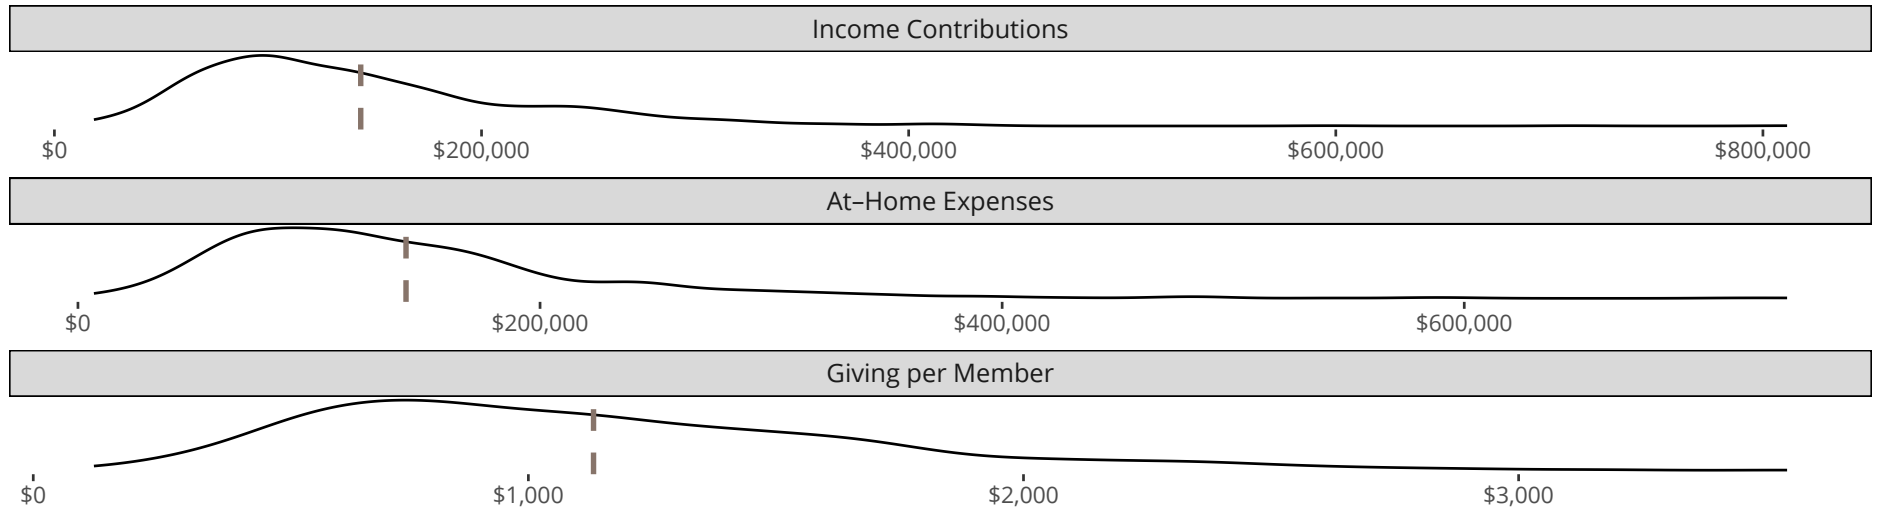 Income Contributions
$0 $200,000 $400,000 $600,000 $800,000
At–Home Expenses
$0 $200,000 $400,000 $600,000
Giving per Member
$0 $1,000 $2,000 $3,000